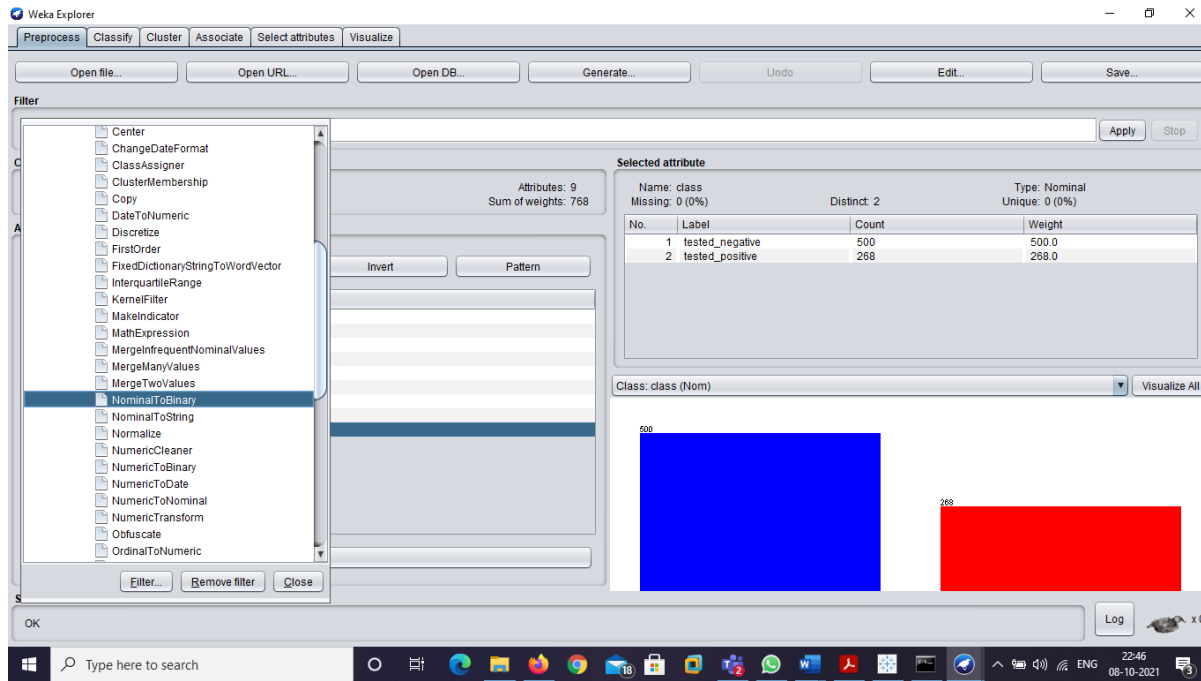 Weka Explorer
Preprocess Classify Cluster Associate Select attributes Visualize
Open file... Open URL... Open DB... Generate... Undo Edit... Save...
Filter
Apply Stop
Center
ChangeDateFormat
ClassAssigner
ClusterMembership
Copy
DateToNumeric
Discretize
FirstOrder
FixedDictionaryStringToWordVector
InterquartileRange
KernelFilter
MakeIndicator
MathExpression
MergeInfrequentNominalValues
MergeManyValues
MergeTwoValues
NominalToBinary
NominalToString
Normalize
NumericCleaner
NumericToBinary
NumericToDate
NumericToNominal
NumericTransform
Obfuscate
OrdinalToNumeric
Filter... Remove filter Close
C
Attributes: 9
Sum of weights: 768
A
Invert Pattern
Selected attribute
Name: class Type: Nominal
Missing: 0 (0%) Distinct: 2 Unique: 0 (0%)
No. Label Count Weight
1 tested_negative 500 500.0
2 tested_positive 268 268.0
Class: class (Nom) Visualize All
500
268
S
OK
Log
Type here to search
18
2
ENG
22:46
08-10-2021
3